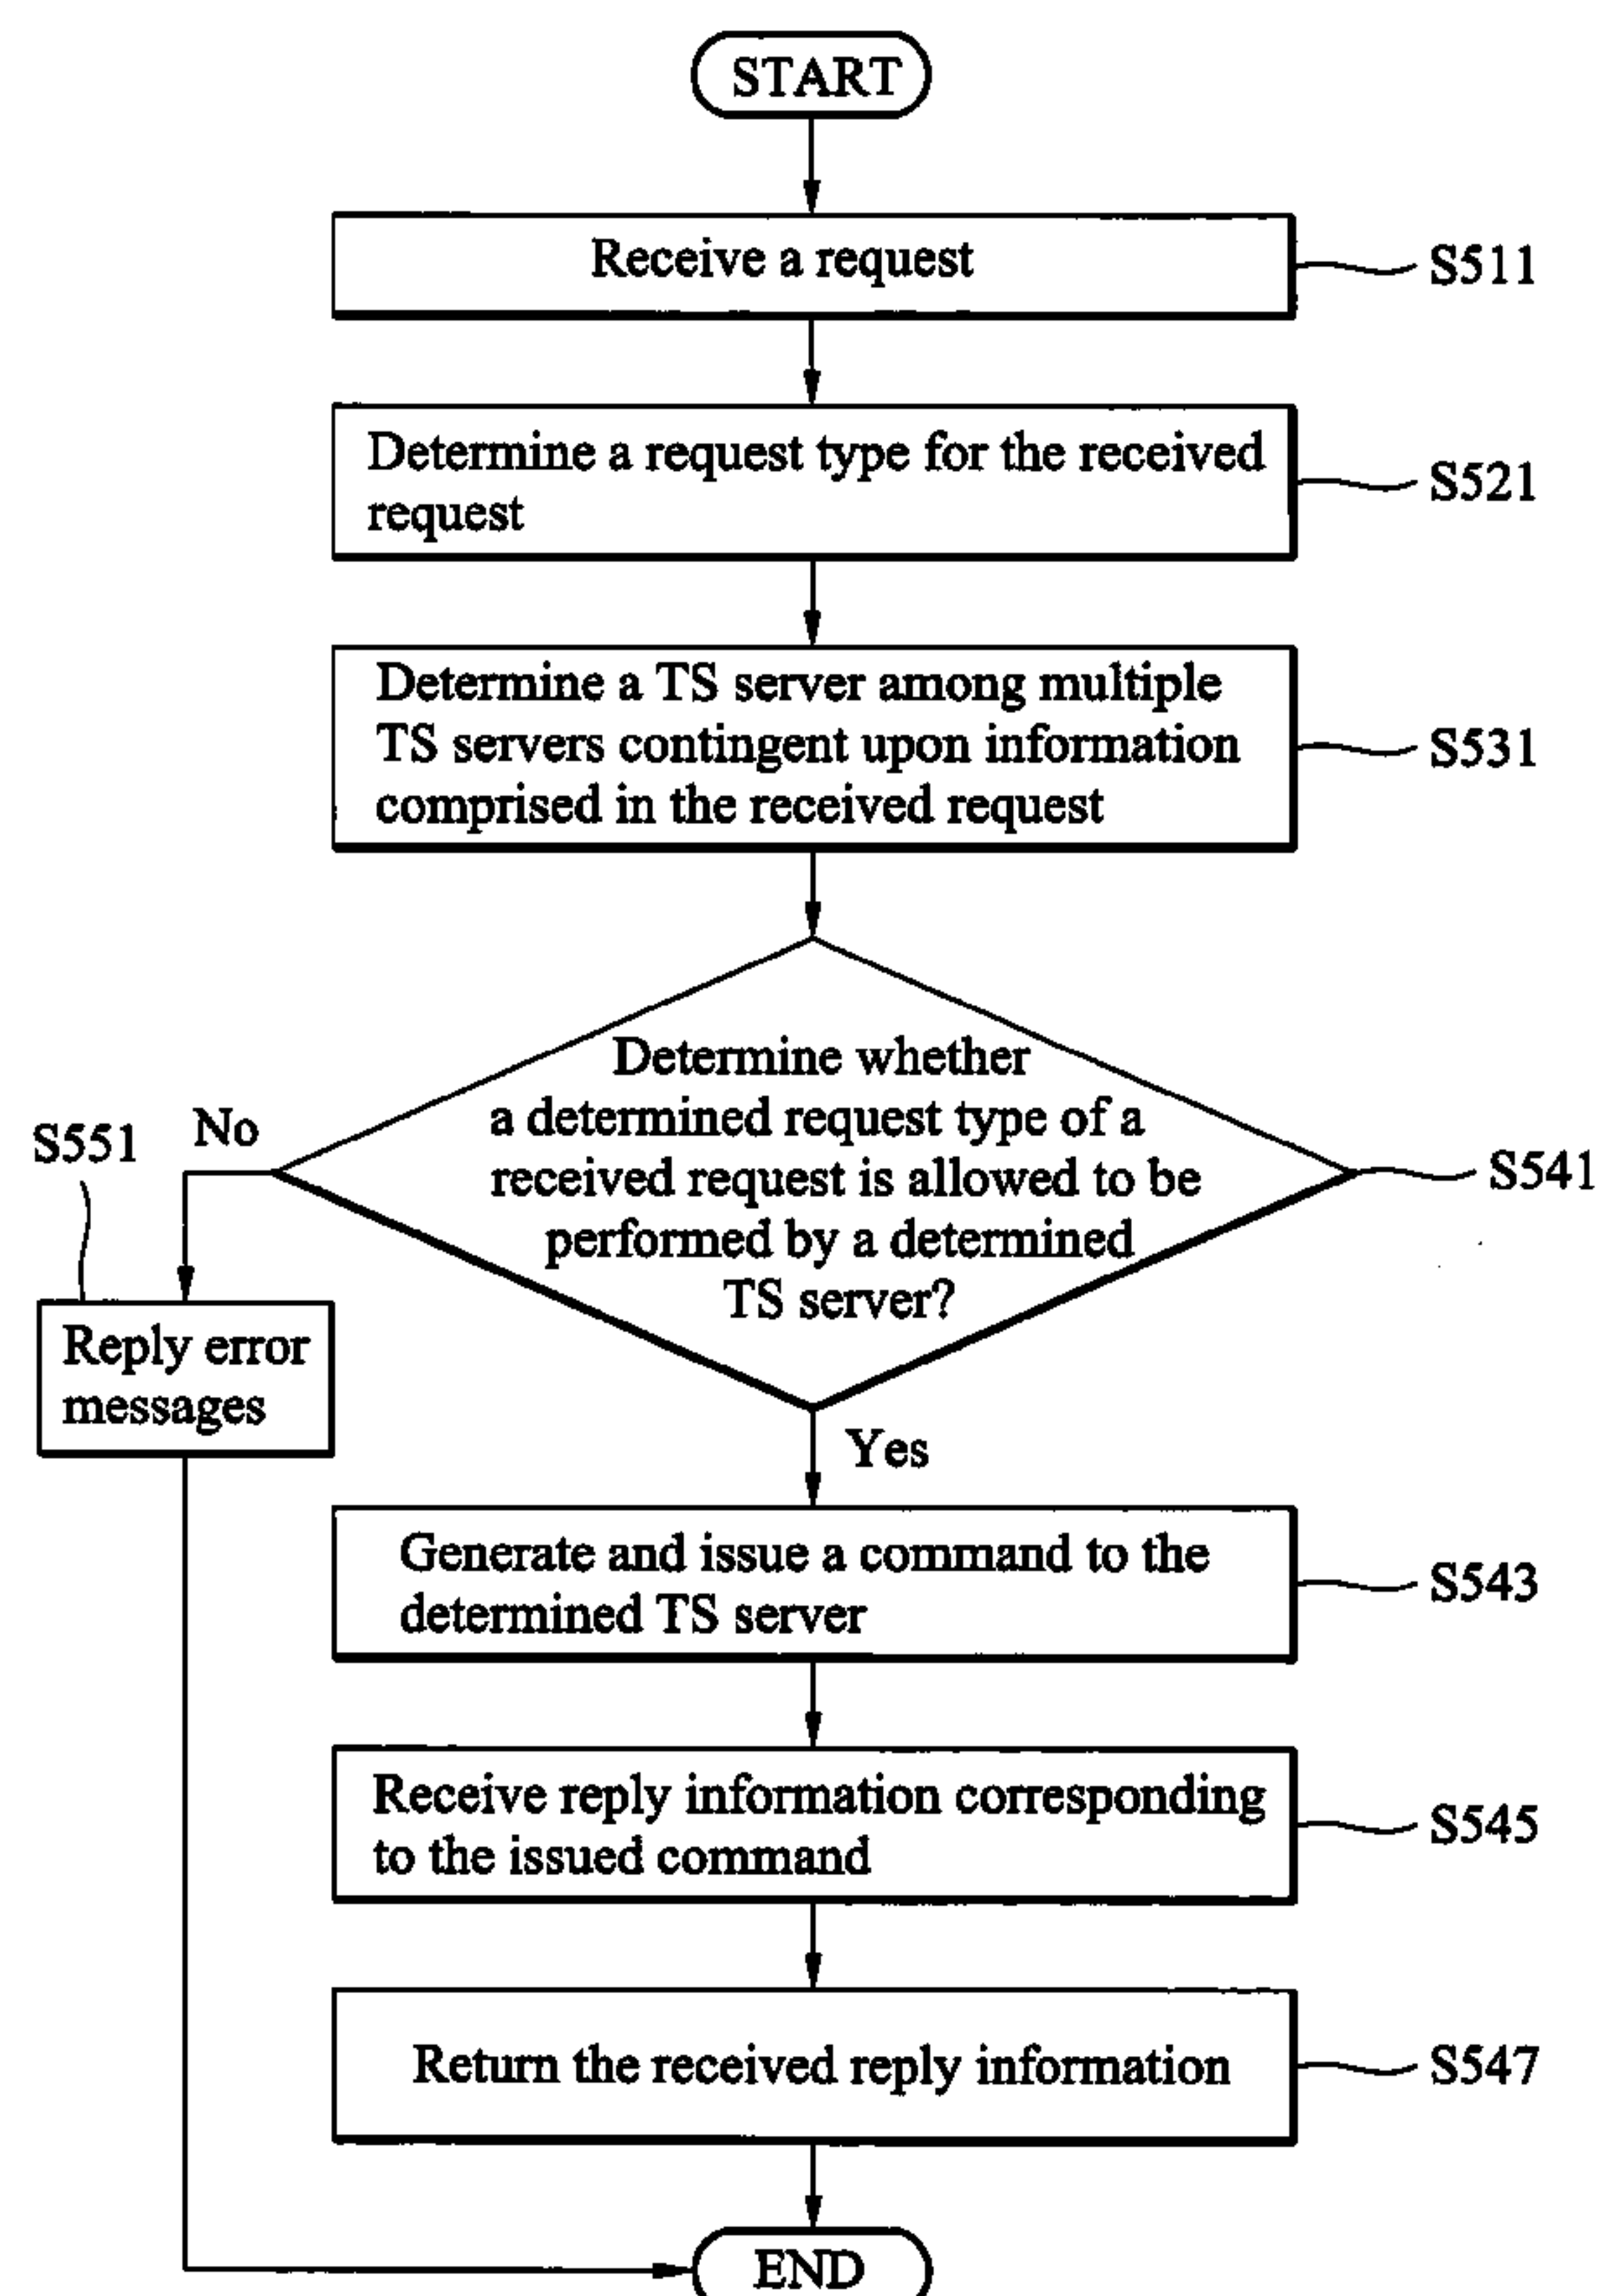 START
Receive a request
S511
Determine a request type for the received
request
S521
Determine a TS server among multiple
TS servers contingent upon information
comprised in the received request
S531
Determine whether
a determined request type of a
received request is allowed to be
performed by a determined
TS server?
S541
No
S551
Reply error
messages
Yes
Generate and issue a command to the
determined TS server
S543
Receive reply information corresponding
to the issued command
S545
Return the received reply information
S547
END